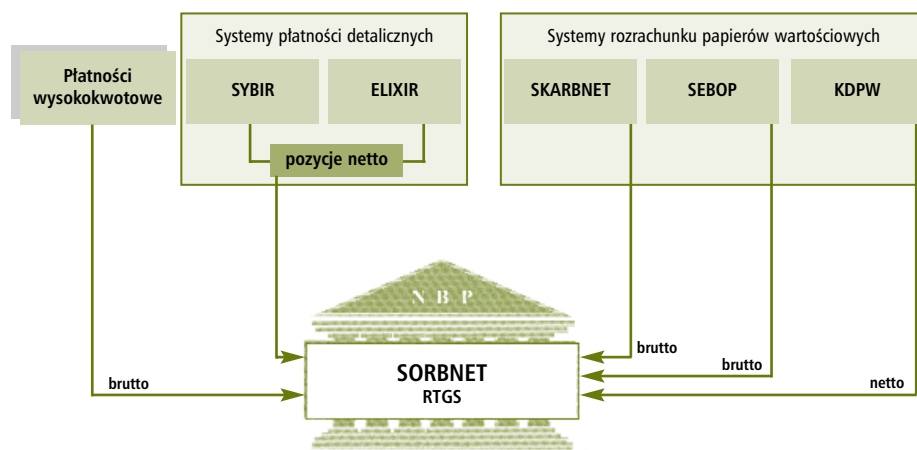 Systemy płatności detalicznych
Systemy rozrachunku papierów wartościowych
Płatności
wysokokwotowe
SYBIR
ELIXIR
SKARBNET
SEBOP
KDPW
pozycje netto
N B P
SORBNET
RTGS
brutto
brutto
brutto
netto